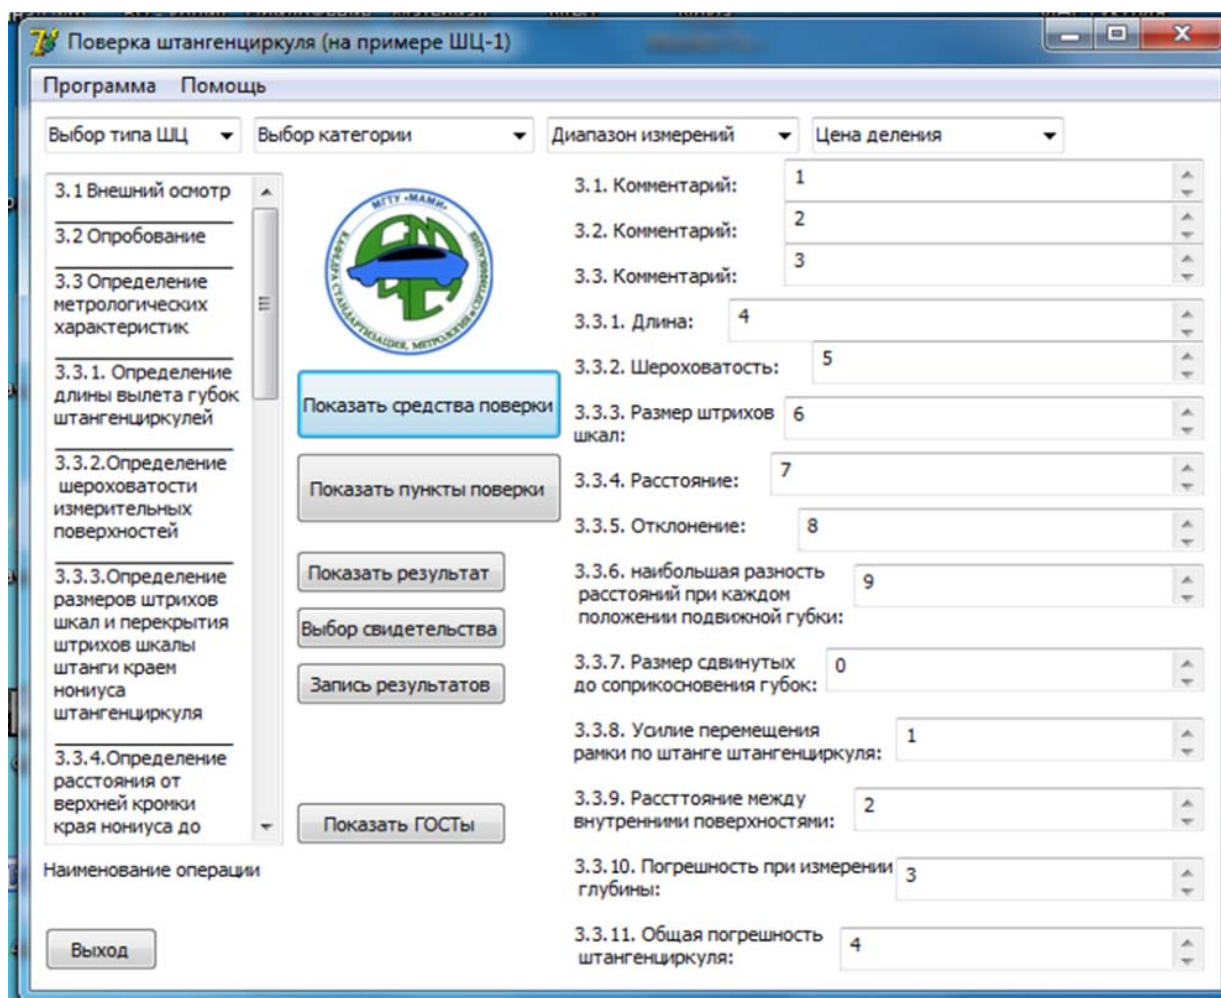 Поверка штангенциркуля (на примере ШЦ-1)
Программа Помощь
Выбор типа ШЦ Выбор категории Диапазон измерений Цена деления
3.1 Внешний осмотр
3.2 Опробование
3.3 Определение
метрологических
характеристик
3.3.1. Определение
длины вылета губок
штангенциркулей
3.3.2.Определение
шероховатости
измерительных
поверхностей
3.3.3.Определение
размеров штрихов
шкал и перекрытия
штрихов шкалы
штанги краем
нониуса
штангенциркуля
3.3.4.Определение
расстояния от
верхней кромки
края нониуса до
Наименование операции
Выход
МГТУ «МАМИ»
КАФЕДРА СТАНДАРТИЗАЦИЯ, МЕТРОЛОГИЯ и СЕРТИФИКАЦИЯ
Показать средства поверки
Показать пункты поверки
Показать результат
Выбор свидетельства
Запись результатов
Показать ГОСТы
3.1. Комментарий: 1
3.2. Комментарий: 2
3.3. Комментарий: 3
3.3.1. Длина: 4
3.3.2. Шероховатость: 5
3.3.3. Размер штрихов 6
шкал:
3.3.4. Расстояние: 7
3.3.5. Отклонение: 8
3.3.6. наибольшая разность 9
расстояний при каждом
положении подвижной губки:
3.3.7. Размер сдвинутых 0
до соприкосновения губок:
3.3.8. Усилие перемещения 1
рамки по штанге штангенциркуля:
3.3.9. Рассттояние между 2
внутренними поверхностями:
3.3.10. Погрешность при измерении 3
глубины:
3.3.11. Общая погрешность 4
штангенциркуля: